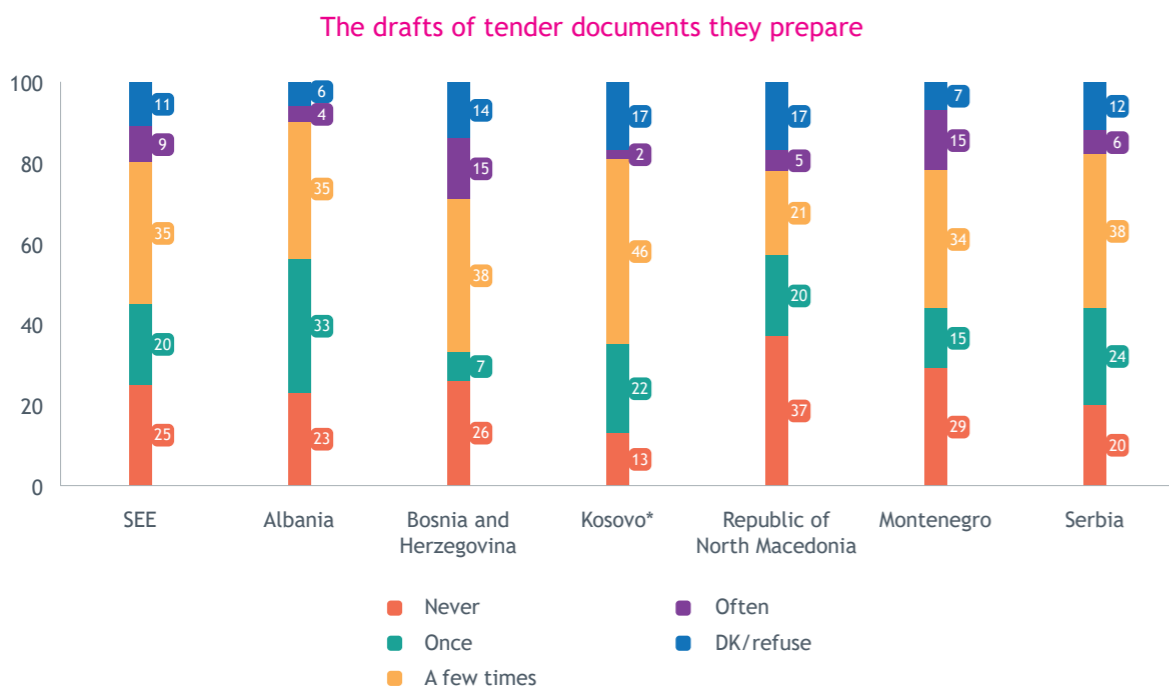 The drafts of tender documents they prepare
100
80
60
40
20
0
11
9
35
20
25
6
4
35
33
23
14
15
38
7
26
17
2
46
22
13
17
5
21
20
37
7
15
34
15
29
12
6
38
24
20
SEE
Albania
Bosnia and
Herzegovina
Kosovo*
Republic of
North Macedonia
Montenegro
Serbia
Never
Once
A few times
Often
DK/refuse